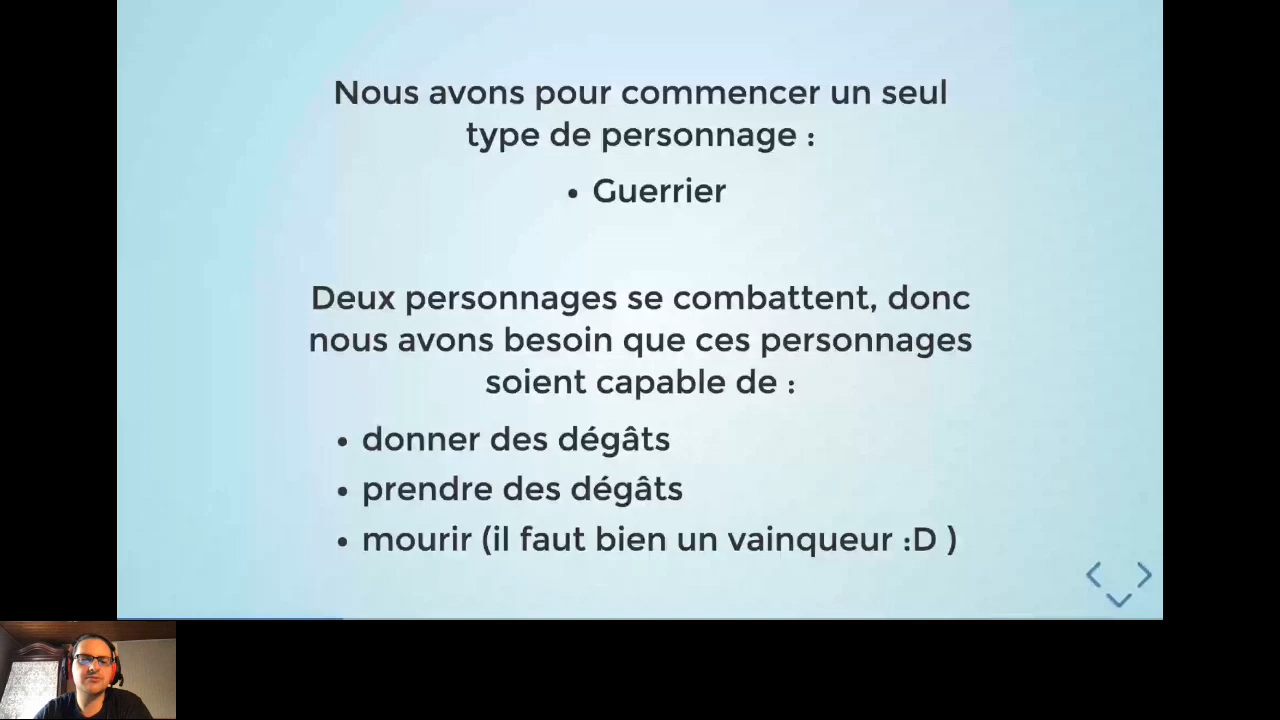 Nous avons pour commencer un seul
type de personnage :
• Guerrier
Deux personnages se combattent, donc
nous avons besoin que ces personnages
soient capable de :
• donner des dégâts
• prendre des dégâts
• mourir (il faut bien un vainqueur :D )